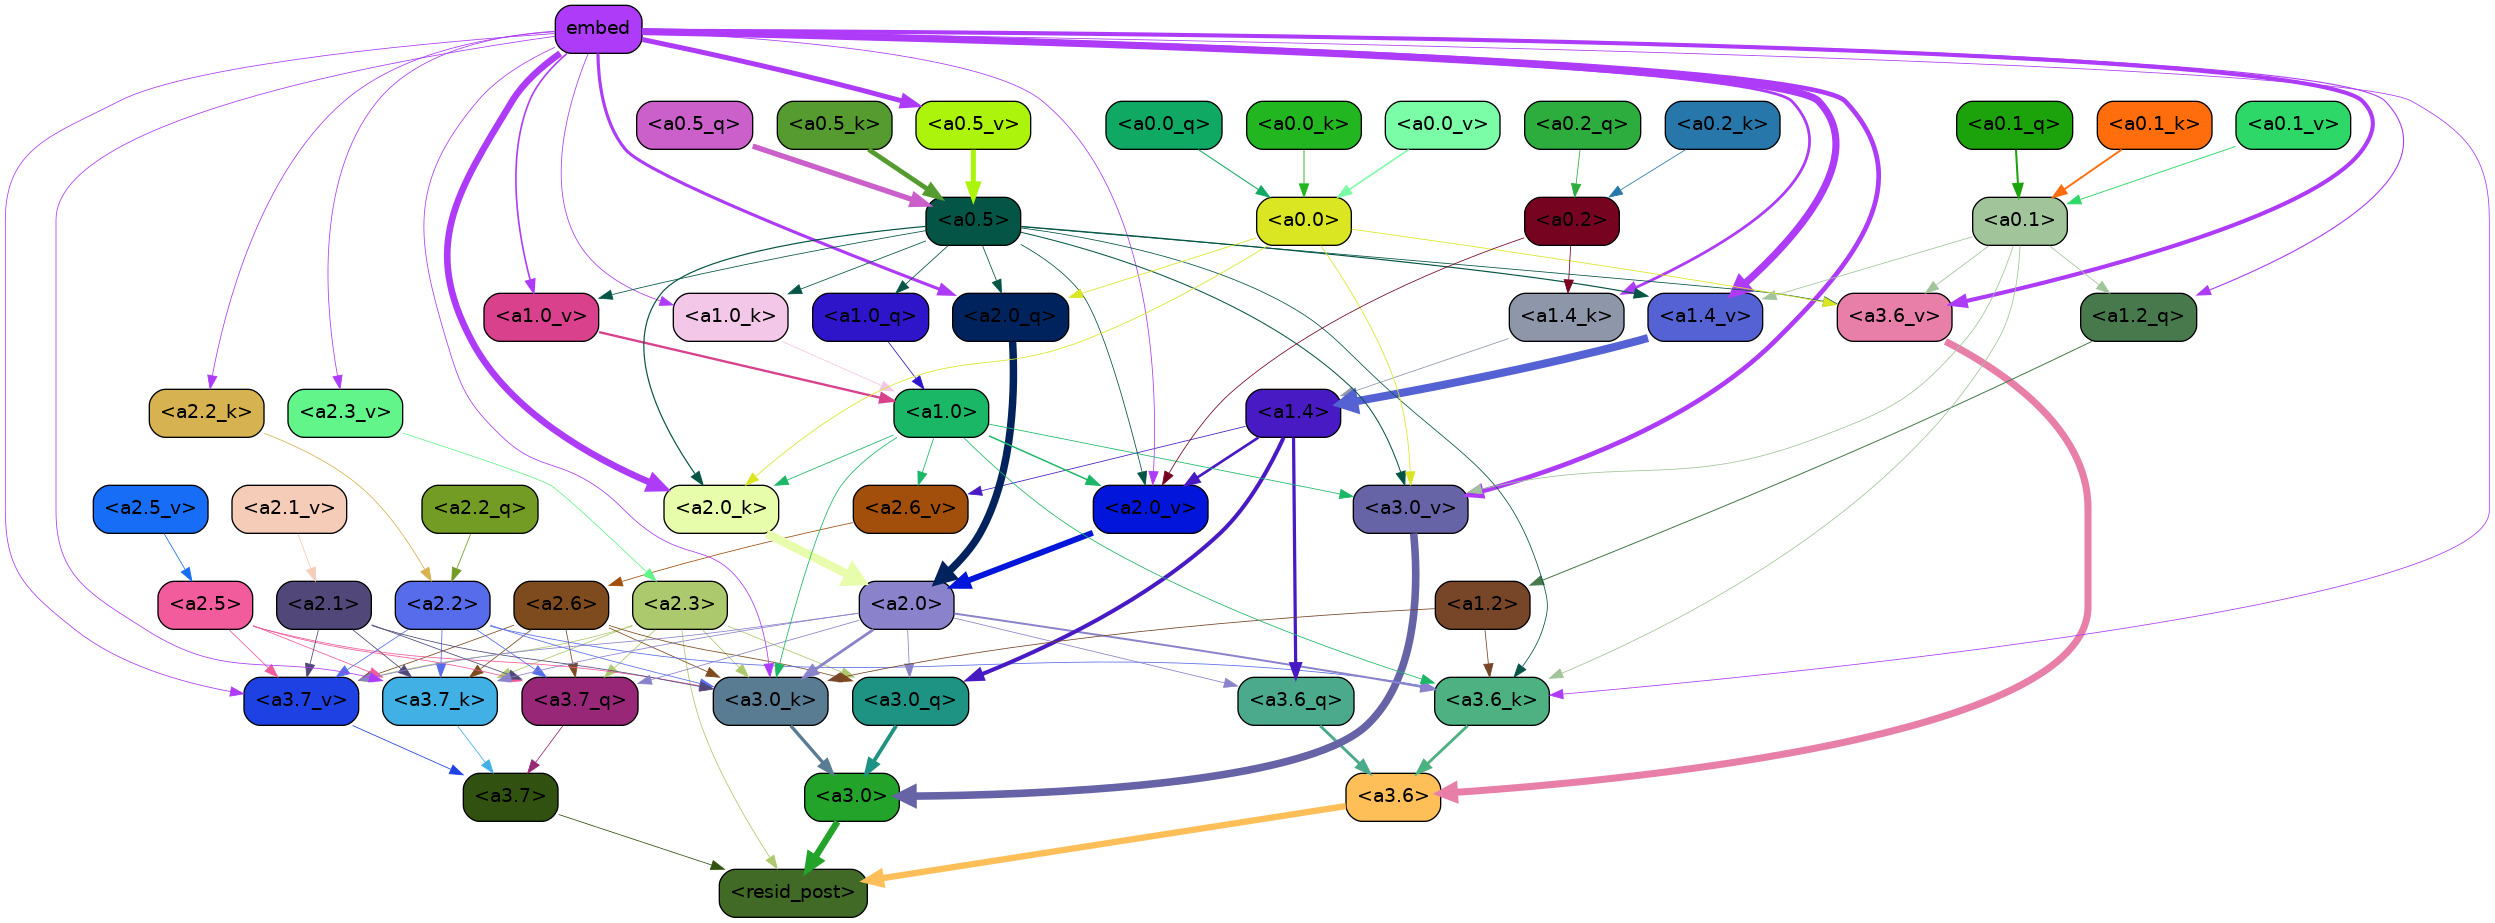 embed
<a0.5_q>
<a0.5_k>
<a0.5_v>
<a0.0_q>
<a0.0_k>
<a0.0_v>
<a0.2_q>
<a0.2_k>
<a0.1_q>
<a0.1_k>
<a0.1_v>
<a0.5>
<a0.0>
<a0.2>
<a0.1>
<a1.0_v>
<a1.0_k>
<a1.0_q>
<a2.0_q>
<a1.4_k>
<a1.4_v>
<a3.6_v>
<a1.2_q>
<a2.2_k>
<a2.3_v>
<a1.0>
<a1.4>
<a2.5_v>
<a2.1_v>
<a2.2_q>
<a2.0_k>
<a2.6_v>
<a2.0_v>
<a3.0_v>
<a2.5>
<a2.1>
<a2.2>
<a2.6>
<a2.3>
<a2.0>
<a1.2>
<a3.7_v>
<a3.7_k>
<a3.7_q>
<a3.0_k>
<a3.0_q>
<a3.6_q>
<a3.6_k>
<a3.7>
<a3.0>
<a3.6>
<resid_post>